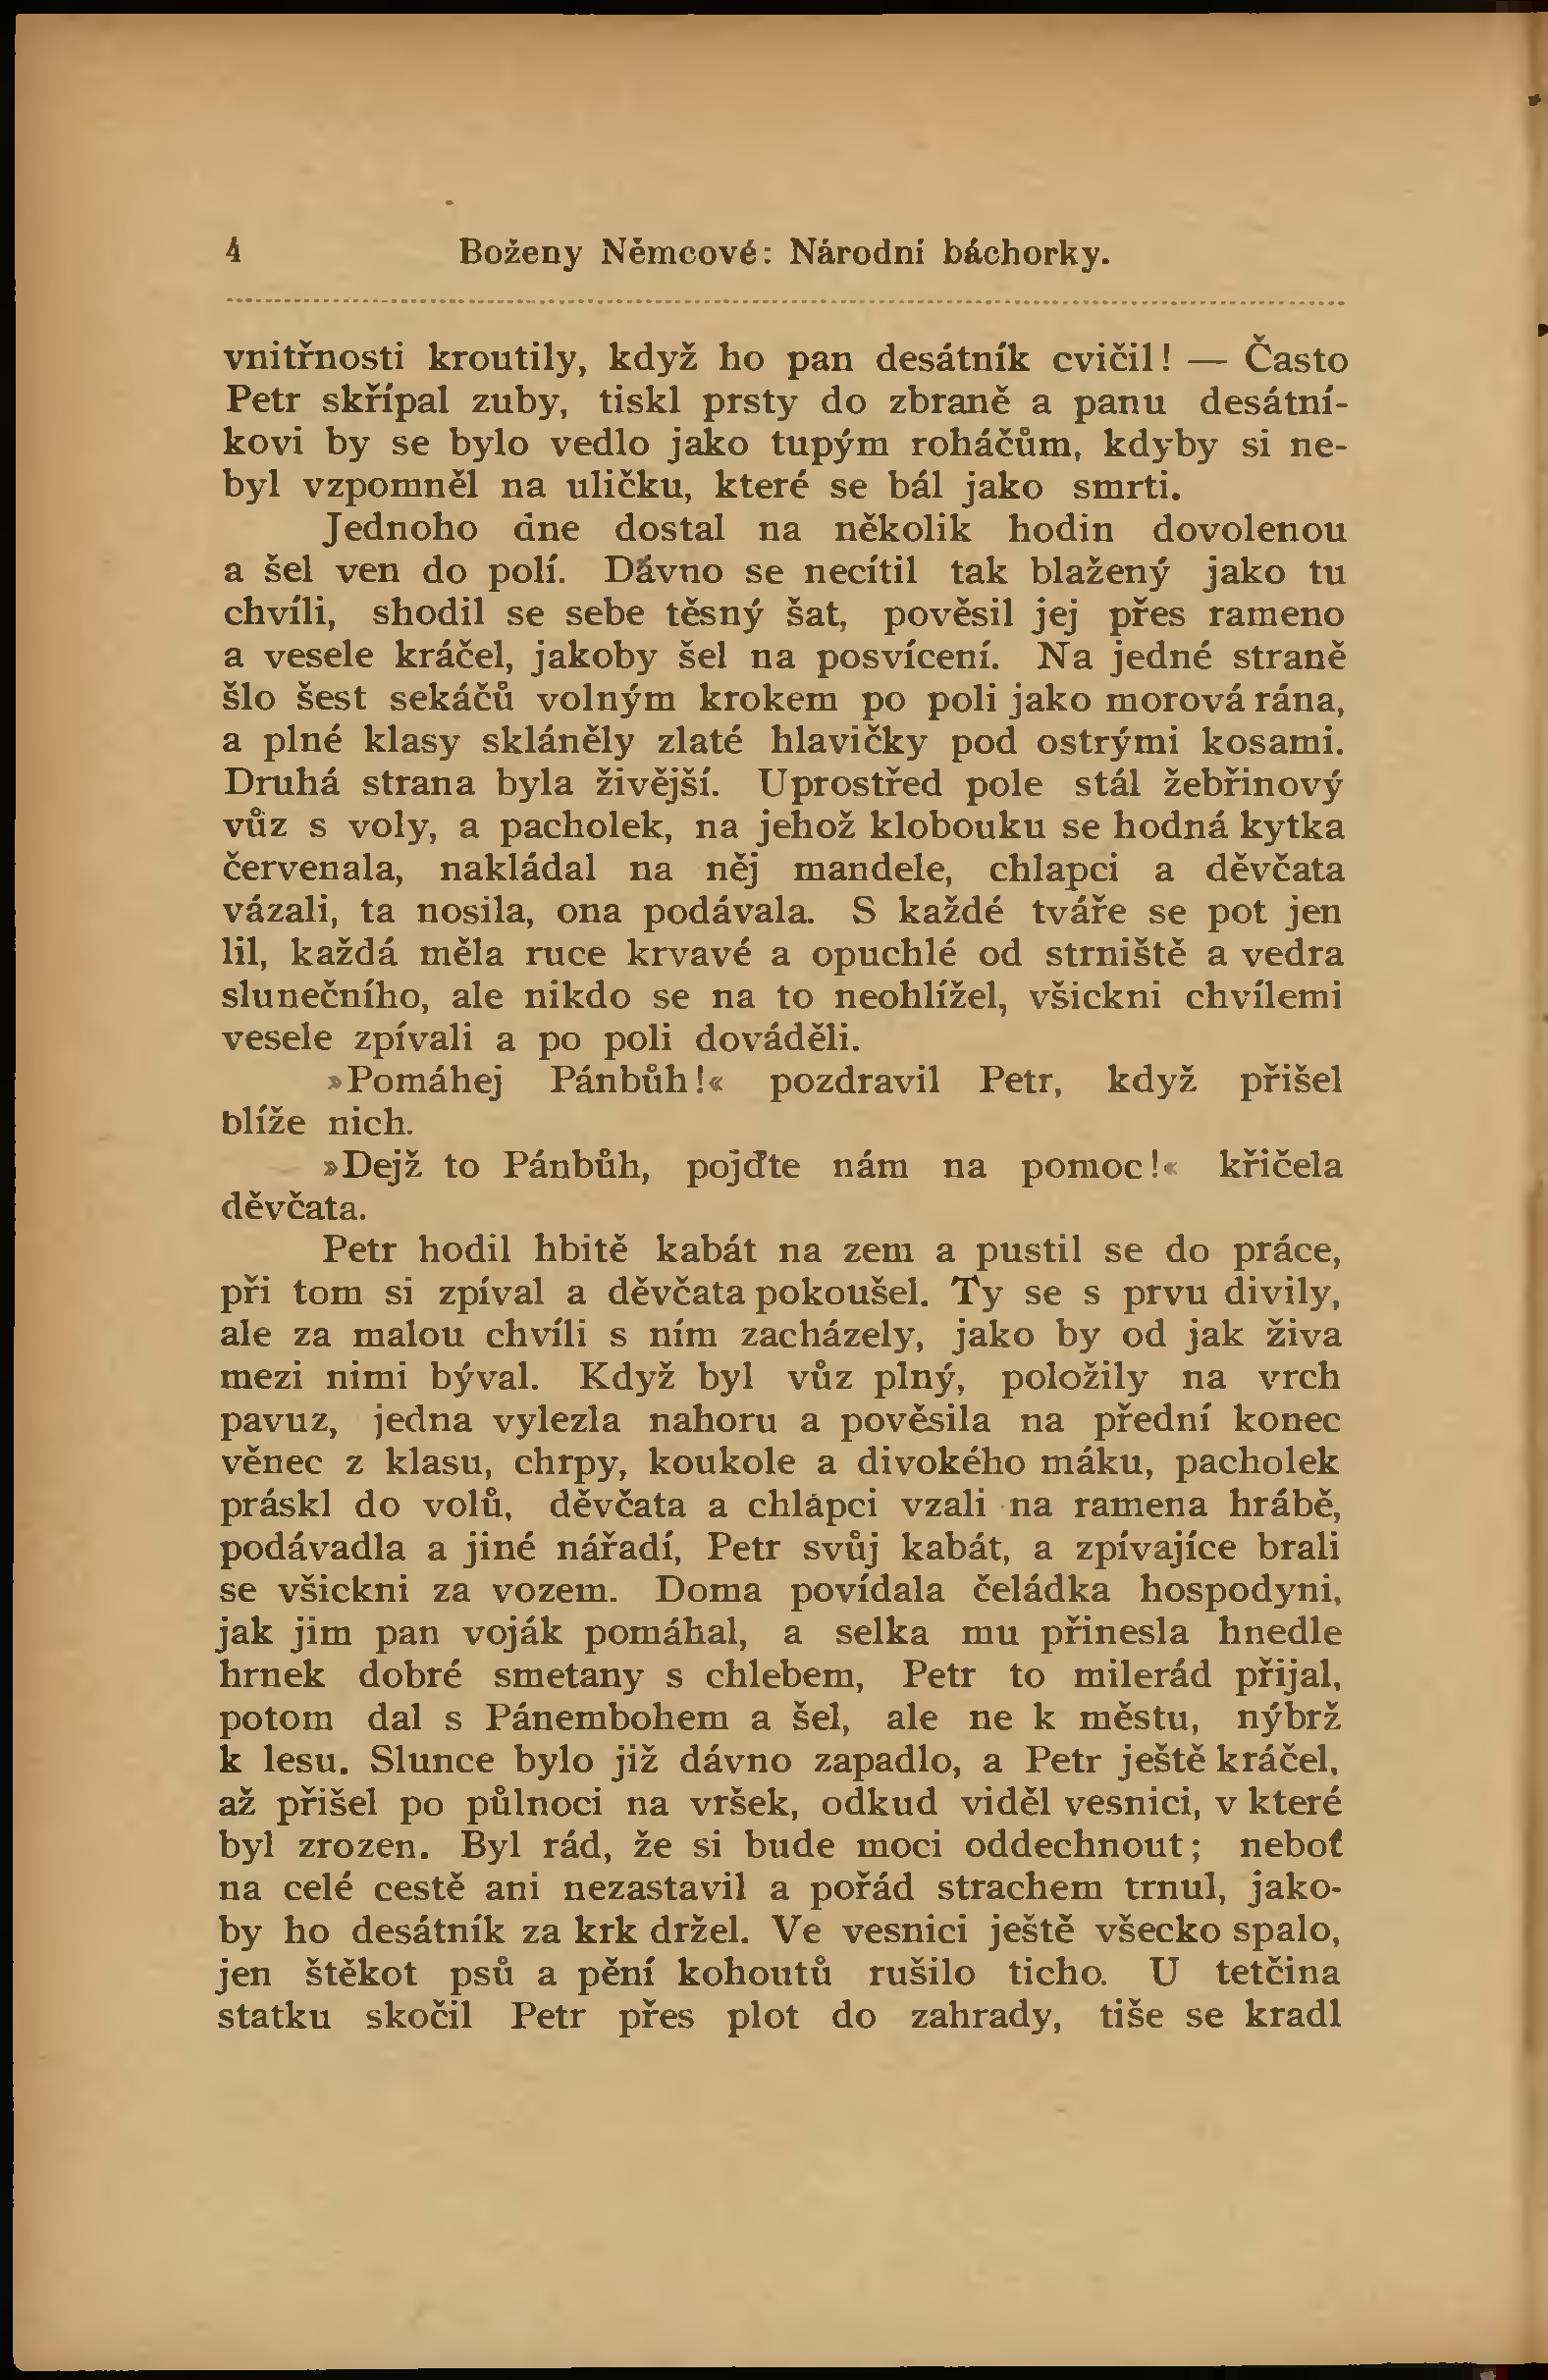 4 Boženy Němcové: Národní báchorky.
vnitřnosti kroutily, když ho pan desátník cvičil! — Často
Petr skřípal zuby, tiskl prsty do zbraně a panu desátní-
kovi by se bylo vedlo jako tupým roháčům, kdyby si ne-
byl vzpomněl na uličku, které se bál jako smrti.
Jednoho dne dostal na několik hodin dovolenou
a šel ven do polí. Dávno se necítil tak blažený jako tu
chvíli, shodil se sebe těsný šat, pověsil jej přes rameno
a vesele kráčel, jakoby šel na posvícení. Na jedné straně
šlo šest sekáčů volným krokem po poli jako morová rána,
a plné klasy skláněly zlaté hlavičky pod ostrými kosami.
Druhá strana byla živější. Uprostřed pole stál žebřinový
vůz s voly, a pacholek, na jehož klobouku se hodná kytka
červenala, nakládal na něj mandele, chlapci a děvčata
vázali, ta nosila, ona podávala. S každé tváře se pot jen
lil, každá měla ruce krvavé a opuchlé od strniště a vedra
slunečního, ale nikdo se na to neohlížel, všickni chvílemi
vesele zpívali a po poli dováděli.
»Pomáhej Pánbůh!« pozdravil Petr, když přišel
blíže nich.
»Dejž to Pánbůh, pojďte nám na pomoc!« křičela
děvčata.
Petr hodil hbitě kabát na zem a pustil se do práce,
při tom si zpíval a děvčata pokoušel. Ty se s prvu divily,
ale za malou chvíli s ním zacházely, jako by od jak živa
mezi nimi býval. Když byl vůz plný, položily na vrch
pavuz, jedna vylezla nahoru a pověsila na přední konec
věnec z klasu, chrpy, koukole a divokého máku, pacholek
práskl do volů, děvčata a chlapci vzali na ramena hrábě,
podávadla a jiné nářadí, Petr svůj kabát, a zpívajíce brali
se všickni za vozem. Doma povídala čeládka hospodyni,
jak jim pan voják pomáhal, a selka mu přinesla hnedle
hrnek dobré smetany s chlebem, Petr to milerád přijal,
potom dal s Pánembohem a šel, ale ne k městu, nýbrž
k lesu. Slunce bylo již dávno zapadlo, a Petr ještě kráčel,
až přišel po půlnoci na vršek, odkud viděl vesnici, v které
byl zrozen. Byl rád, že si bude moci oddechnout; neboť
na celé cestě ani nezastavil a pořád strachem trnul, jako-
by ho desátník za krk držel. Ve vesnici ještě všecko spalo,
jen štěkot psů a pění kohoutů rušilo ticho. U tetčina
statku skočil Petr přes plot do zahrady, tiše se kradl